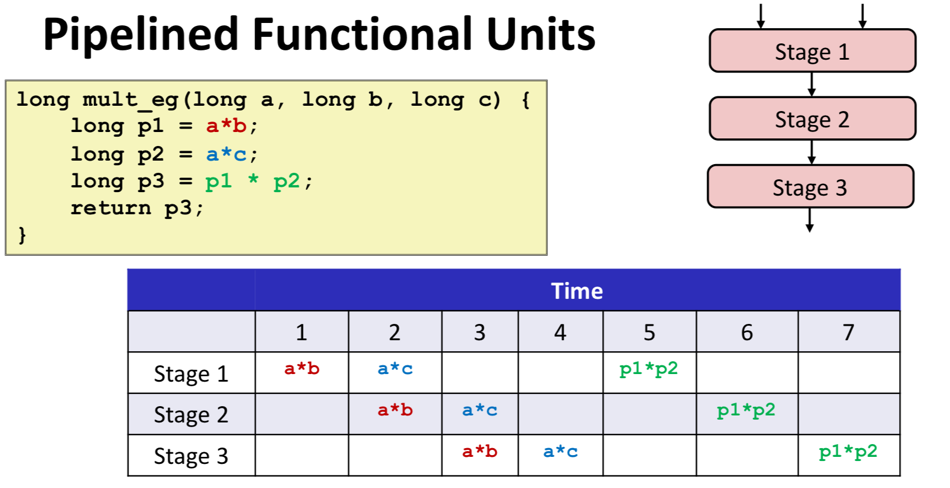 Pipelined Functional Units
Stage 1
Stage 2
Stage 3
long mult_eg(long a, long b, long c) {
    long p1 = a*b;
    long p2 = a*c;
    long p3 = p1 * p2;
    return p3;
}
Time
1 2 3 4 5 6 7
Stage 1 a*b a*c p1*p2
Stage 2 a*b a*c p1*p2
Stage 3 a*b a*c p1*p2